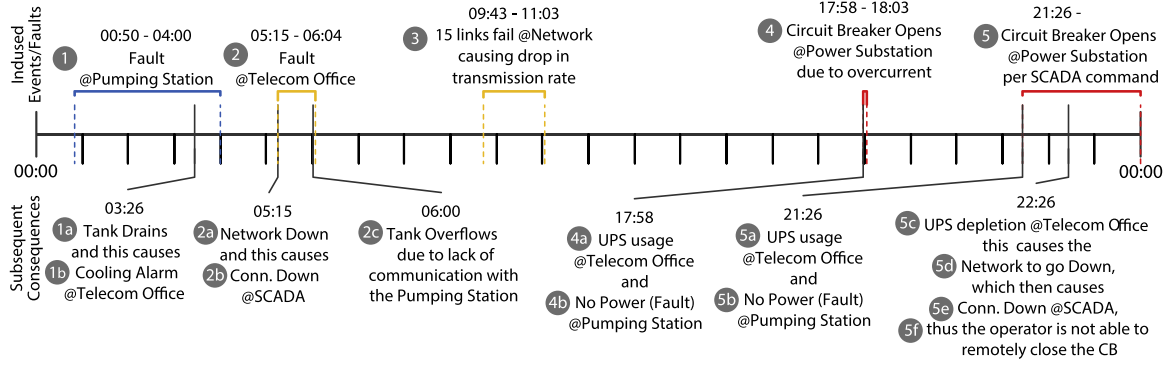 Indused
Events/Faults
1
00:50 - 04:00
Fault
@Pumping Station
2
05:15 - 06:04
Fault
@Telecom Office
3
09:43 - 11:03
15 links fail @Network
causing drop in
transmission rate
4
17:58 - 18:03
Circuit Breaker Opens
@Power Substation
due to overcurrent
5
21:26 -
Circuit Breaker Opens
@Power Substation
per SCADA command
00:00
00:00
Subsequent
Consequences
03:26
1a Tank Drains
and this causes
1b Cooling Alarm
@Telecom Office
05:15
2a Network Down
and this causes
2b Conn. Down
@SCADA
06:00
2c Tank Overflows
due to lack of
communication with
the Pumping Station
17:58
4a UPS usage
@Telecom Office
and
4b No Power (Fault)
@Pumping Station
21:26
5a UPS usage
@Telecom Office
and
5b No Power (Fault)
@Pumping Station
22:26
5c UPS depletion @Telecom Office
this causes the
5d Network to go Down,
which then causes
5e Conn. Down @SCADA,
5f thus the operator is not able to
remotely close the CB